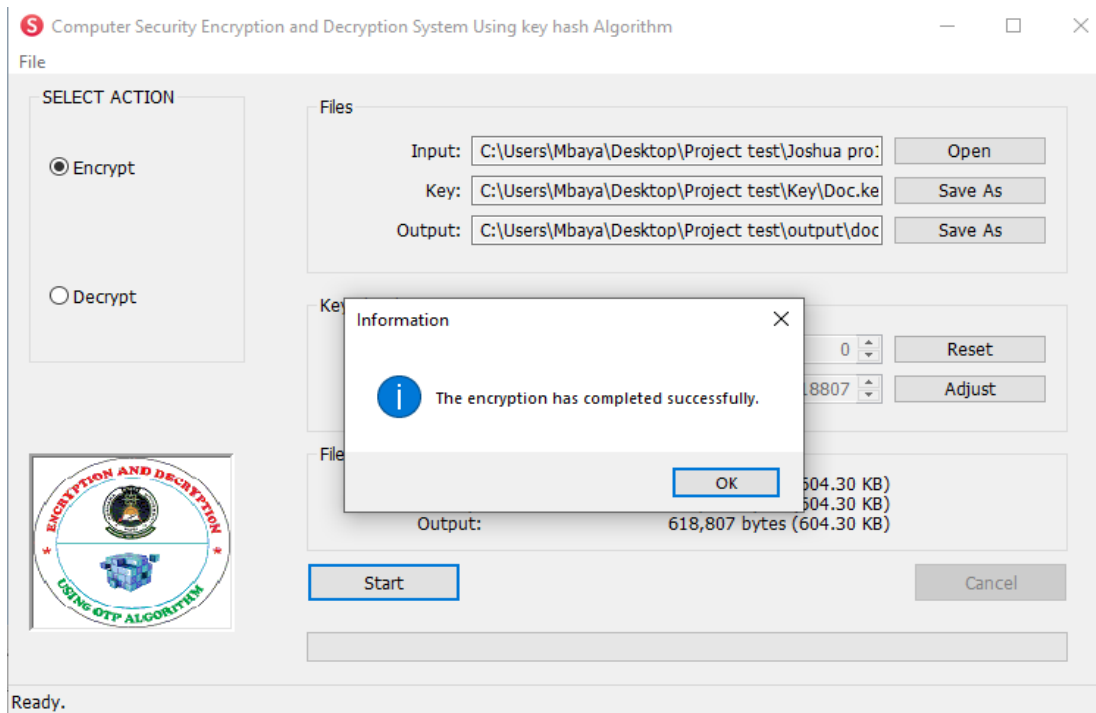 S Computer Security Encryption and Decryption System Using key hash Algorithm
File
SELECT ACTION
Encrypt
Decrypt
Files
Input: C:\Users\Mbaya\Desktop\Project test\Joshua pro: Open
Key: C:\Users\Mbaya\Desktop\Project test\Key\Doc.ke Save As
Output: C:\Users\Mbaya\Desktop\Project test\output\doc Save As
Key
0 Reset
8807 Adjust
Information
The encryption has completed successfully.
OK
File
604.30 KB)
604.30 KB)
Output: 618,807 bytes (604.30 KB)
ENCRYPTION AND DECRYPTION
USING OTP ALGORITHM
Start Cancel
Ready.